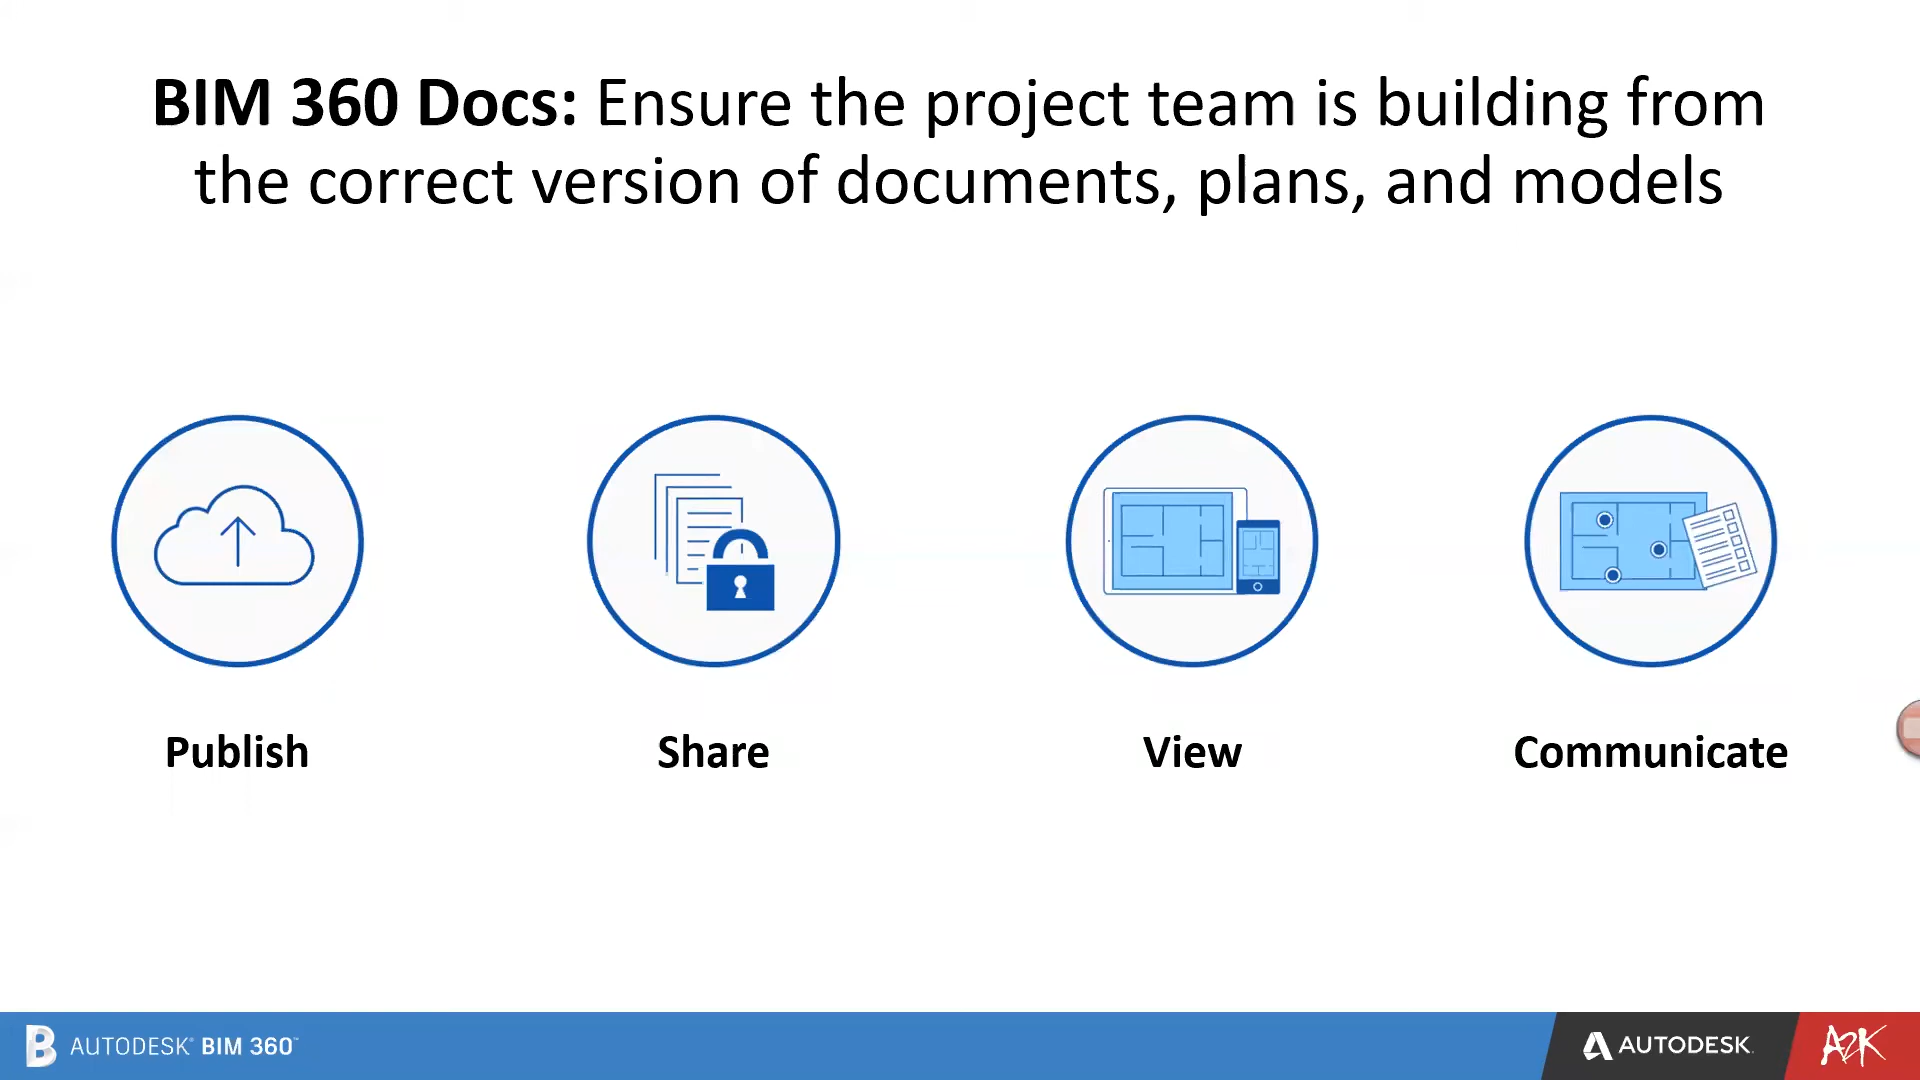 BIM 360 Docs: Ensure the project team is building from
the correct version of documents, plans, and models
Publish
Share
View
Communicate
AUTODESK® BIM 360™
AUTODESK.
A2K